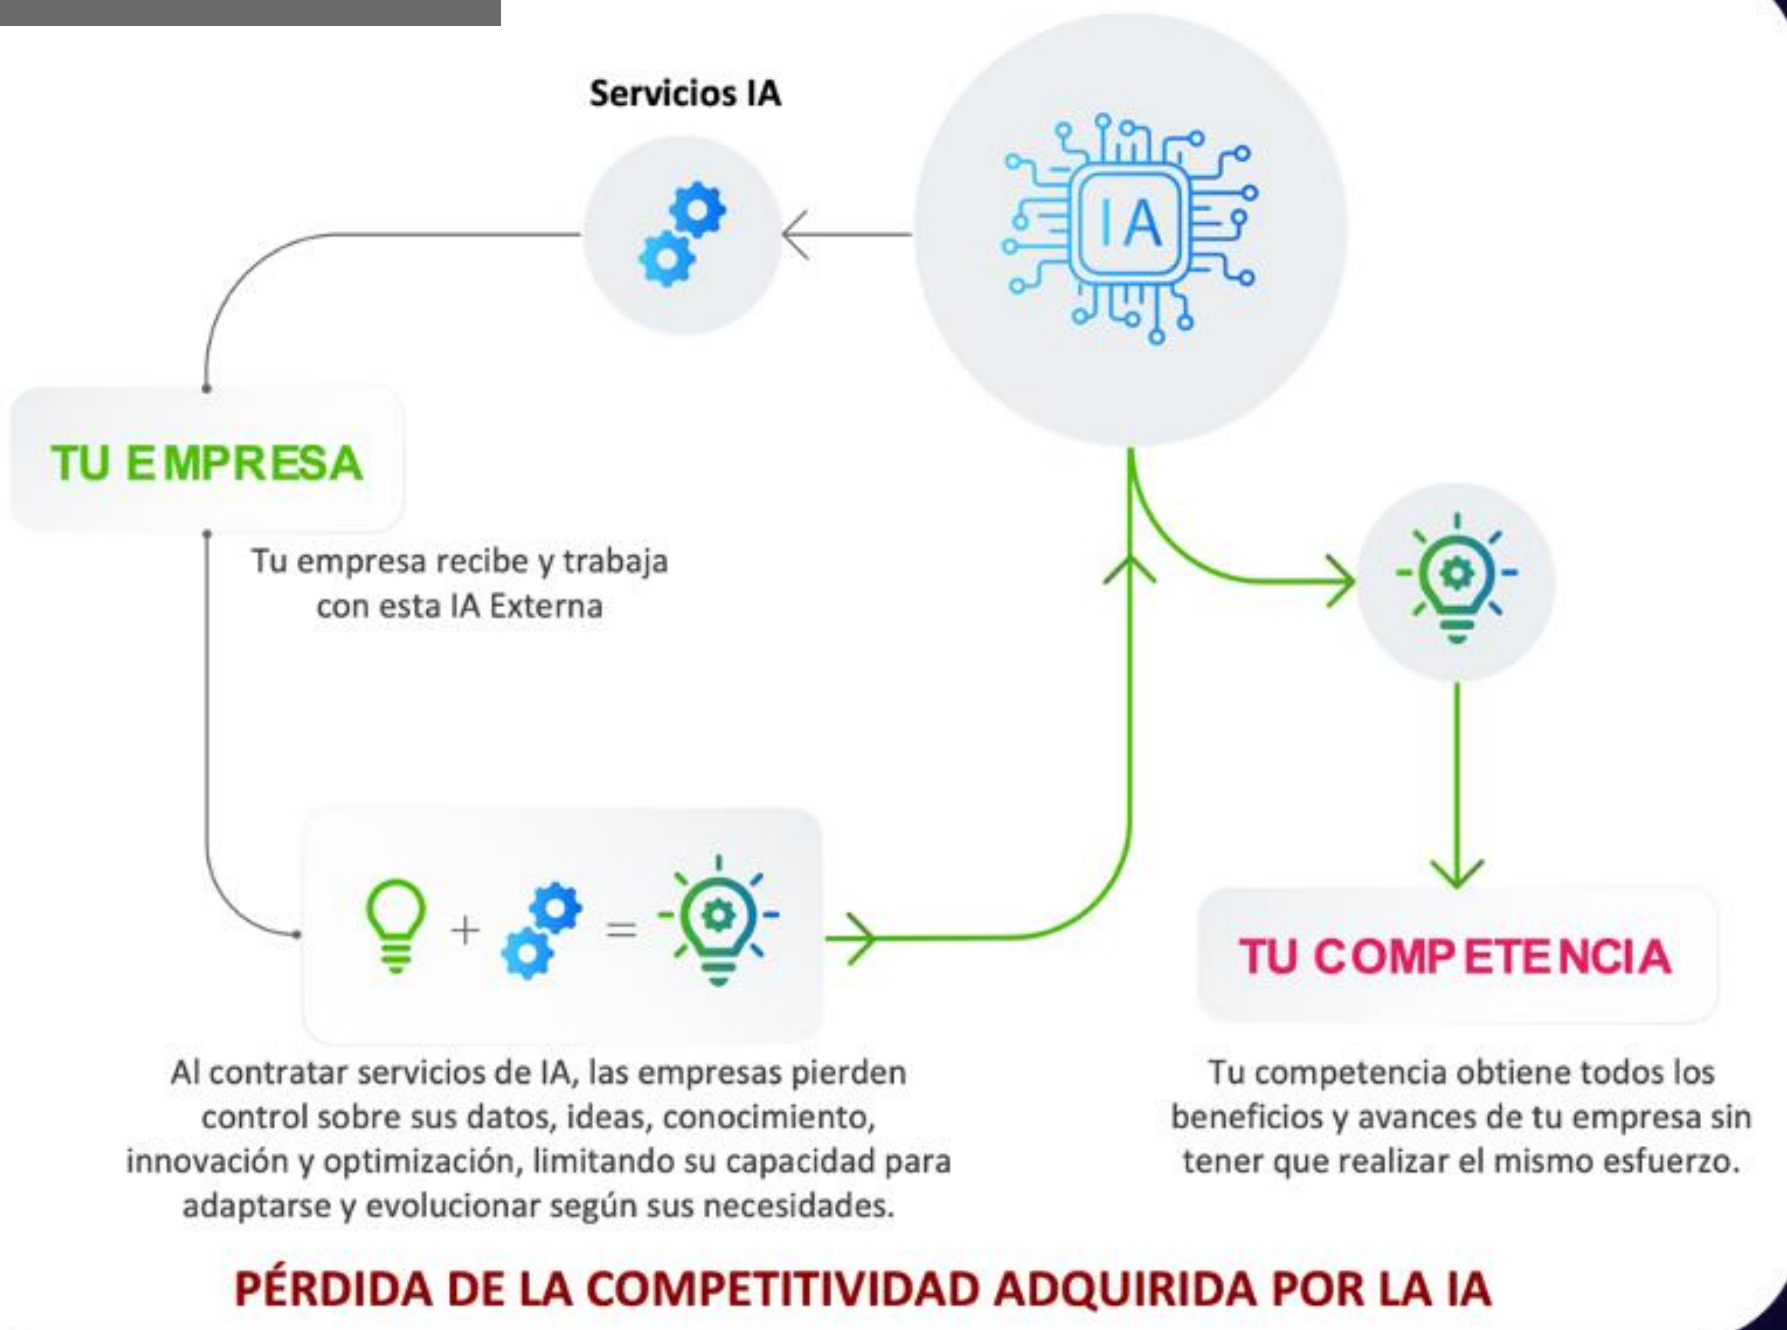 Servicios IA
IA
TU EMPRESA
Tu empresa recibe y trabaja
con esta IA Externa
+
=
Al contratar servicios de IA, las empresas pierden
control sobre sus datos, ideas, conocimiento,
innovación y optimización, limitando su capacidad para
adaptarse y evolucionar según sus necesidades.
TU COMPETENCIA
Tu competencia obtiene todos los
beneficios y avances de tu empresa sin
tener que realizar el mismo esfuerzo.
PÉRDIDA DE LA COMPETITIVIDAD ADQUIRIDA POR LA IA